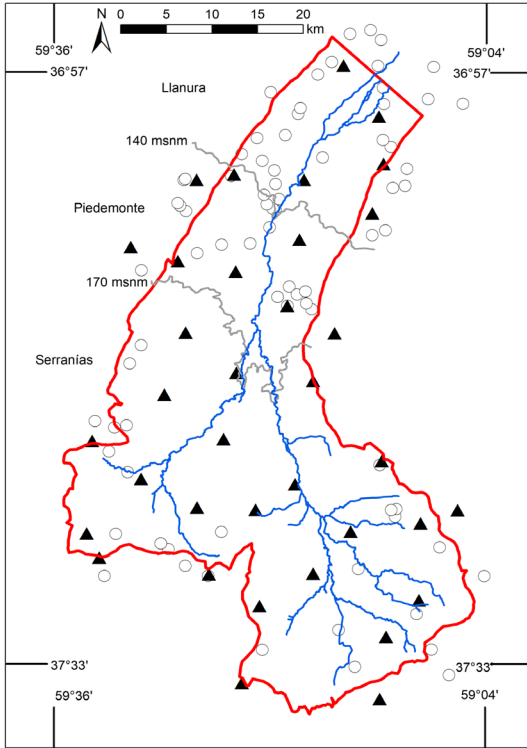 N
0 5 10 15 20
km
59°36' 59°04'
36°57' 36°57'
Llanura
140 msnm
Piedemonte
170 msnm
Serranías
37°33' 37°33'
59°36' 59°04'